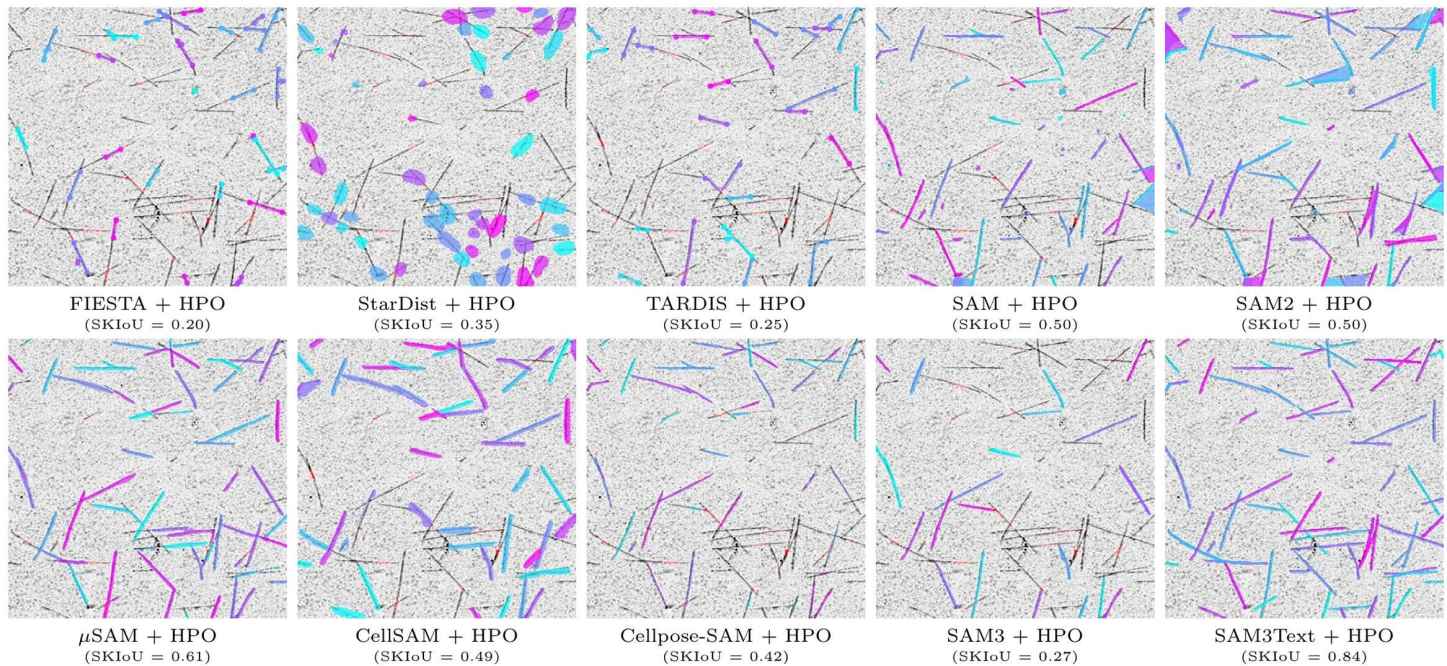 FIESTA + HPO
(SKIoU = 0.20)
StarDist + HPO
(SKIoU = 0.35)
TARDIS + HPO
(SKIoU = 0.25)
SAM + HPO
(SKIoU = 0.50)
SAM2 + HPO
(SKIoU = 0.50)
μSAM + HPO
(SKIoU = 0.61)
CellSAM + HPO
(SKIoU = 0.49)
Cellpose-SAM + HPO
(SKIoU = 0.42)
SAM3 + HPO
(SKIoU = 0.27)
SAM3Text + HPO
(SKIoU = 0.84)